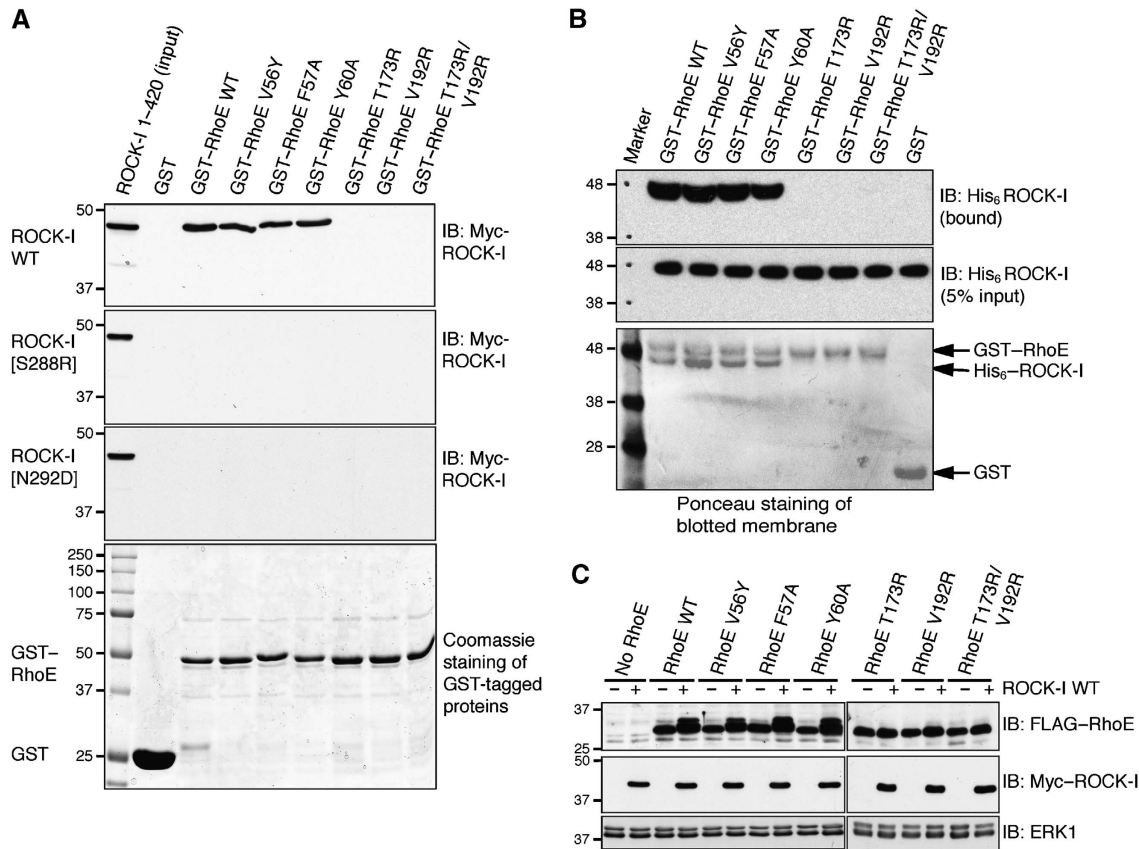 A
ROCK-I 1–420 (input)
GST
GST–RhoE WT
GST–RhoE V56Y
GST–RhoE F57A
GST–RhoE Y60A
GST–RhoE T173R
GST–RhoE V192R
GST–RhoE T173R/
V192R
ROCK-I
WT
50
37
IB: Myc-
ROCK-I
ROCK-I
[S288R]
50
37
IB: Myc-
ROCK-I
ROCK-I
[N292D]
50
37
IB: Myc-
ROCK-I
250
150
100
75
50
37
25
GST–
RhoE
GST
Coomassie
staining of
GST-tagged
proteins
B
Marker
GST–RhoE WT
GST–RhoE V56Y
GST–RhoE F57A
GST–RhoE Y60A
GST–RhoE T173R
GST–RhoE V192R
GST–RhoE T173R/
V192R
GST
48
38
IB: His6 ROCK-I
(bound)
48
38
IB: His6 ROCK-I
(5% input)
48
38
28
GST–RhoE
His6–ROCK-I
GST
Ponceau staining of
blotted membrane
C
No RhoE
RhoE WT
RhoE V56Y
RhoE F57A
RhoE Y60A
RhoE T173R
RhoE V192R
RhoE T173R/
V192R
– + – + – + – + – + – + – + – + ROCK-I WT
37
25
IB: FLAG–RhoE
50
37
IB: Myc–ROCK-I
37
IB: ERK1